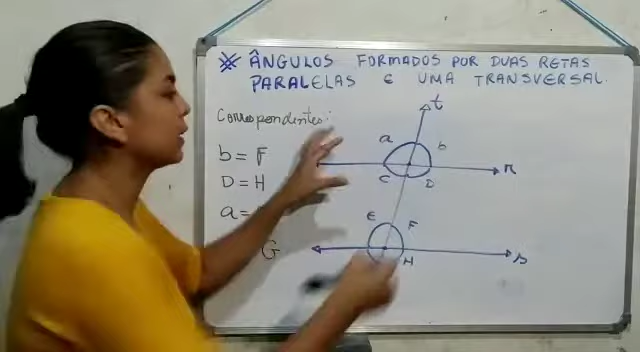 * ÂNGULOS FORMADOS POR DUAS RETAS
PARALELAS E UMA TRANSVERSAL.
Correspondentes:
b = F
D = H
a =
G
t
a b
C D
r
E F
H
s